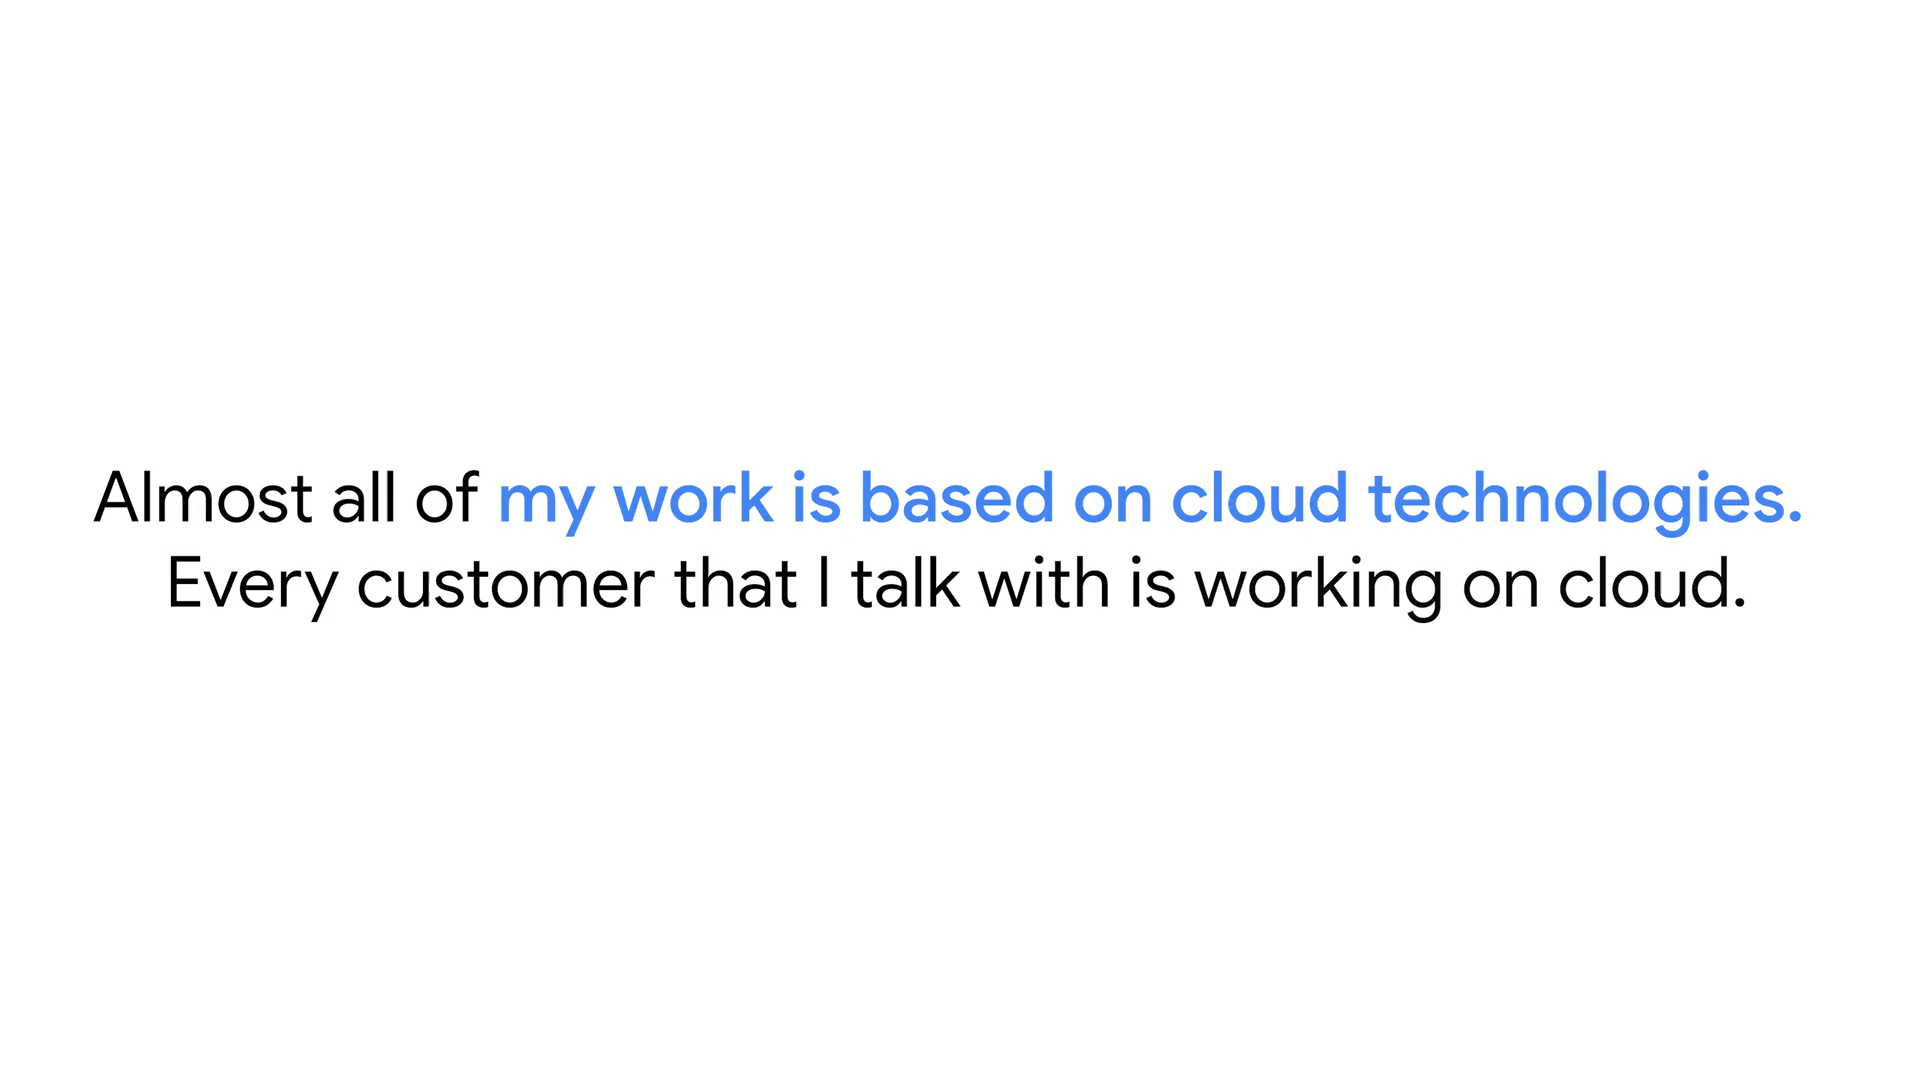 Almost all of my work is based on cloud technologies.
Every customer that I talk with is working on cloud.